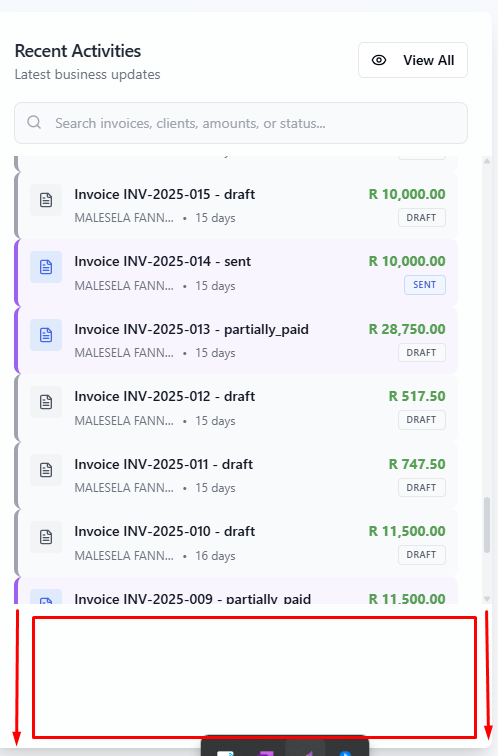 Recent Activities
Latest business updates
View All
Search invoices, clients, amounts, or status...
Invoice INV-2025-015 - draft
R 10,000.00
MALESELA FANN... • 15 days
DRAFT
Invoice INV-2025-014 - sent
R 10,000.00
MALESELA FANN... • 15 days
SENT
Invoice INV-2025-013 - partially_paid
R 28,750.00
MALESELA FANN... • 15 days
DRAFT
Invoice INV-2025-012 - draft
R 517.50
MALESELA FANN... • 15 days
DRAFT
Invoice INV-2025-011 - draft
R 747.50
MALESELA FANN... • 15 days
DRAFT
Invoice INV-2025-010 - draft
R 11,500.00
MALESELA FANN... • 16 days
DRAFT
Invoice INV-2025-009 - partially_paid
R 11,500.00